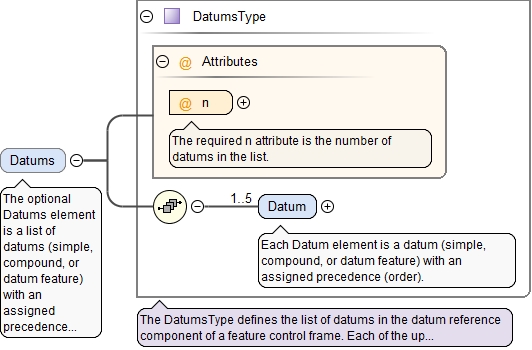 DatumsType
@ Attributes
@ n
The required n attribute is the number of
datums in the list.
Datums
The optional
Datums element
is a list of
datums (simple,
compound, or
datum feature)
with an
assigned
precedence...
1..5
Datum
Each Datum element is a datum (simple,
compound, or datum feature) with an
assigned precedence (order).
The DatumsType defines the list of datums in the datum reference
component of a feature control frame. Each of the up...